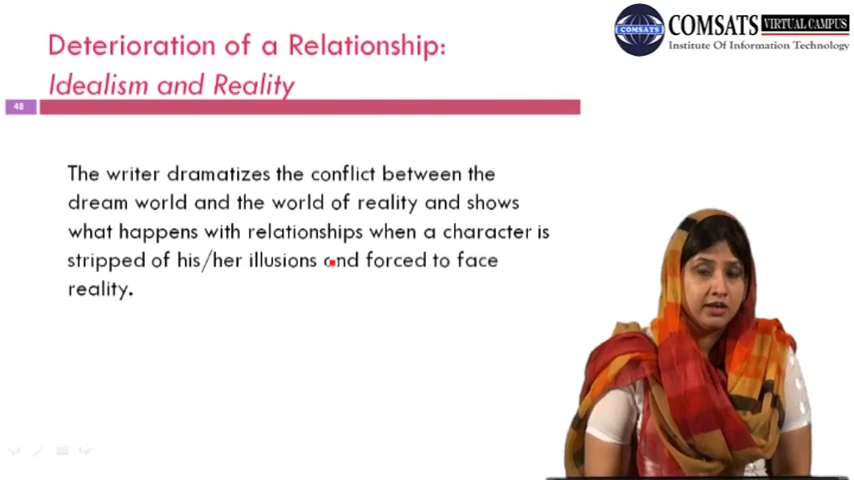 Deterioration of a Relationship:
Idealism and Reality
COMSATS VIRTUAL CAMPUS
Institute Of Information Technology
COMSATS
48
The writer dramatizes the conflict between the
dream world and the world of reality and shows
what happens with relationships when a character is
stripped of his/her illusions and forced to face
reality.